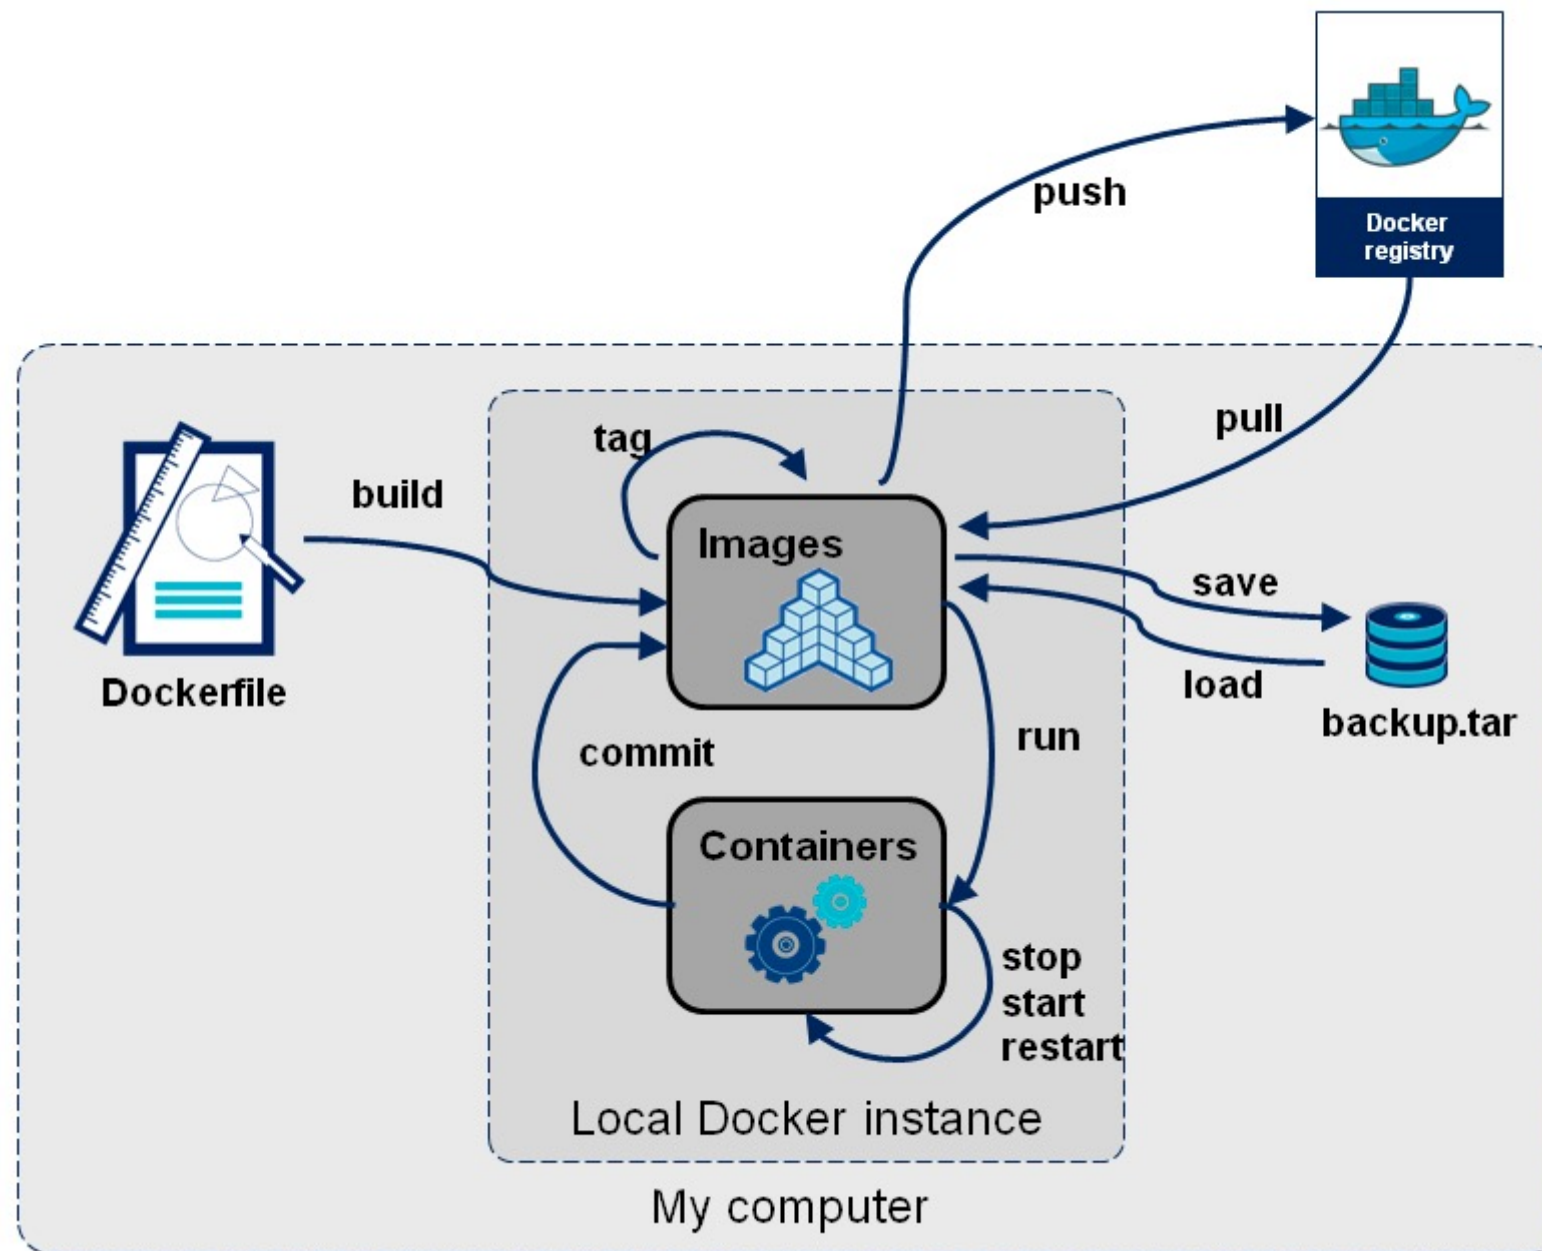 push
Docker
registry
tag
pull
build
Images
save
load
Dockerfile
backup.tar
commit
run
Containers
stop
start
restart
Local Docker instance
My computer